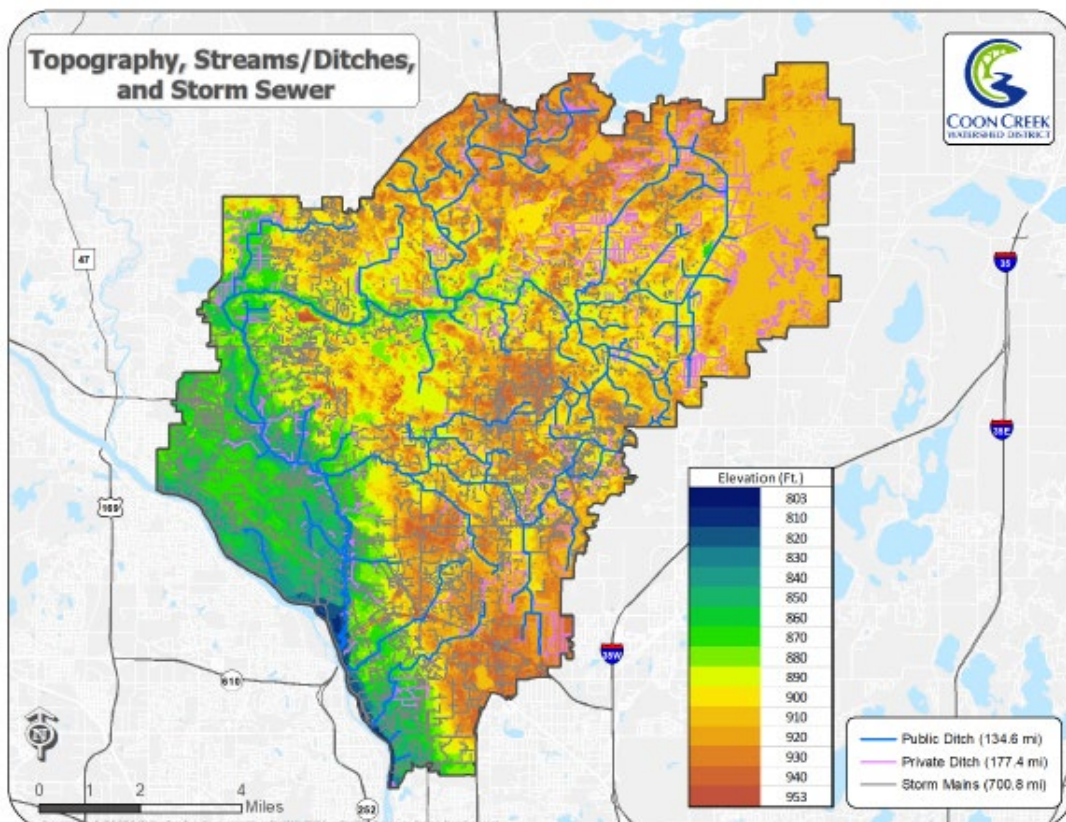 Topography, Streams/Ditches,
and Storm Sewer
COON CREEK
WATERSHED DISTRICT
47
35
35E
169
Elevation (Ft.)
803
810
820
830
840
850
860
870
880
890
900
910
920
930
940
953
35W
610
N
Public Ditch (134.6 mi)
Private Ditch (177.4 mi)
Storm Mains (700.8 mi)
0 1 2 4
Miles
252